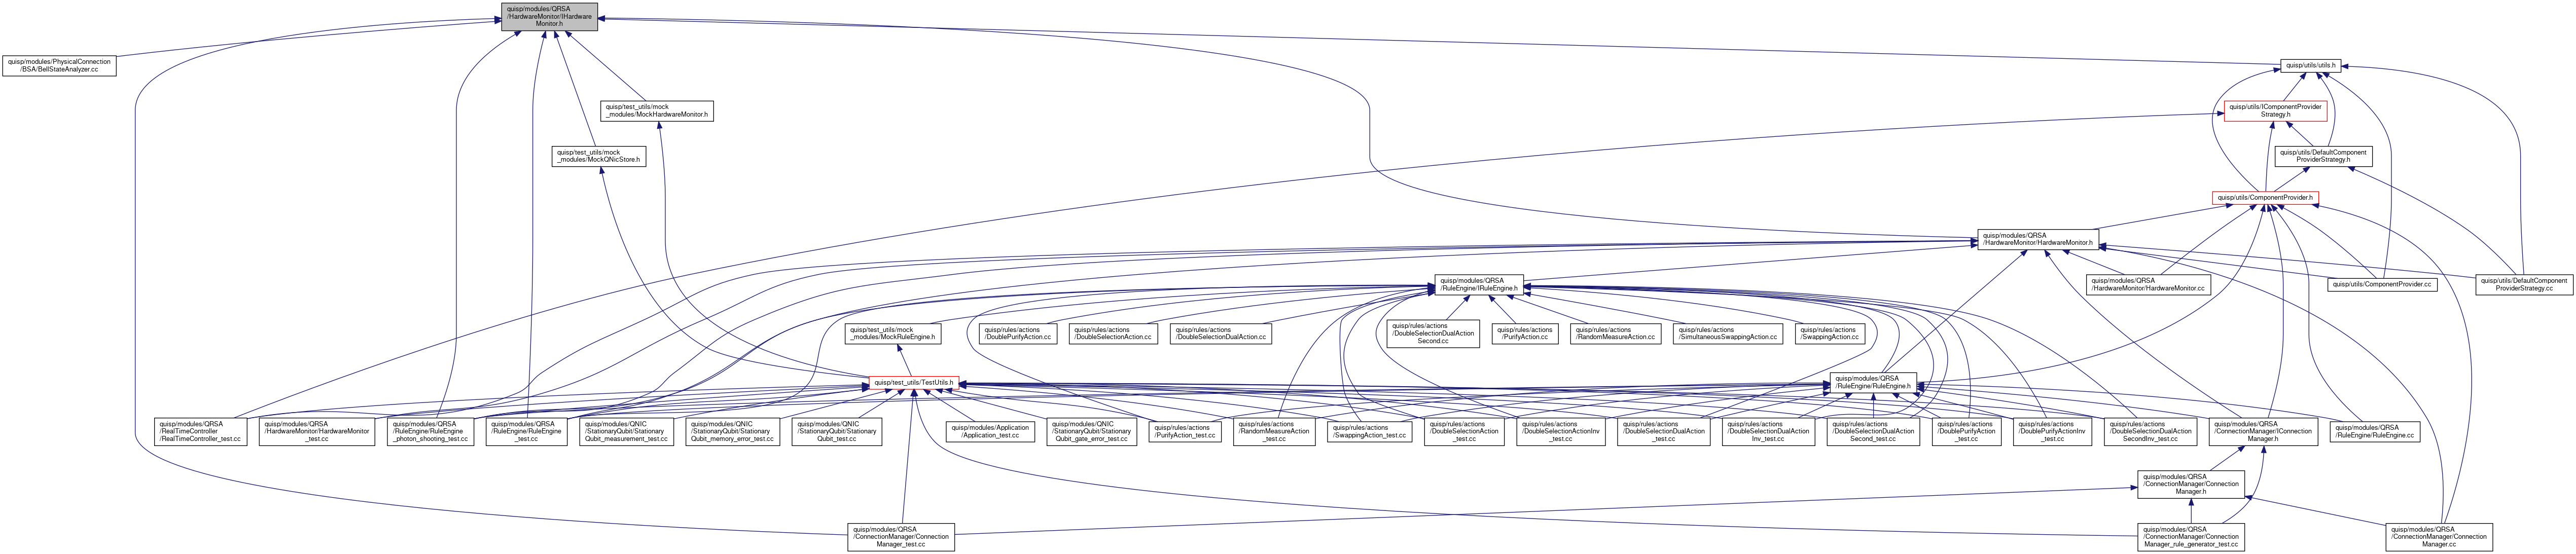 quisp/modules/QRSA
/HardwareMonitor/IHardware
Monitor.h
quisp/modules/PhysicalConnection
/BSA/BellStateAnalyzer.cc
quisp/utils/utils.h
quisp/test_utils/mock
_modules/MockHardwareMonitor.h
quisp/utils/IComponentProvider
Strategy.h
quisp/test_utils/mock
_modules/MockQNicStore.h
quisp/utils/DefaultComponent
ProviderStrategy.h
quisp/utils/ComponentProvider.h
quisp/modules/QRSA
/HardwareMonitor/HardwareMonitor.h
quisp/modules/QRSA
/RuleEngine/IRuleEngine.h
quisp/modules/QRSA
/HardwareMonitor/HardwareMonitor.cc
quisp/utils/ComponentProvider.cc
quisp/utils/DefaultComponent
ProviderStrategy.cc
quisp/test_utils/mock
_modules/MockRuleEngine.h
quisp/rules/actions
/DoublePurifyAction.cc
quisp/rules/actions
/DoubleSelectionAction.cc
quisp/rules/actions
/DoubleSelectionDualAction.cc
quisp/rules/actions
/DoubleSelectionDualAction
Second.cc
quisp/rules/actions
/PurifyAction.cc
quisp/rules/actions
/RandomMeasureAction.cc
quisp/rules/actions
/SimultaneousSwappingAction.cc
quisp/rules/actions
/SwappingAction.cc
quisp/test_utils/TestUtils.h
quisp/modules/QRSA
/RuleEngine/RuleEngine.h
quisp/modules/QRSA
/RealTimeController
/RealTimeController_test.cc
quisp/modules/QRSA
/HardwareMonitor/HardwareMonitor
_test.cc
quisp/modules/QRSA
/RuleEngine/RuleEngine
_photon_shooting_test.cc
quisp/modules/QRSA
/RuleEngine/RuleEngine
_test.cc
quisp/modules/QNIC
/StationaryQubit/Stationary
Qubit_measurement_test.cc
quisp/modules/QNIC
/StationaryQubit/Stationary
Qubit_memory_error_test.cc
quisp/modules/QNIC
/StationaryQubit/Stationary
Qubit_test.cc
quisp/modules/Application
/Application_test.cc
quisp/modules/QNIC
/StationaryQubit/Stationary
Qubit_gate_error_test.cc
quisp/rules/actions
/PurifyAction_test.cc
quisp/rules/actions
/RandomMeasureAction
_test.cc
quisp/rules/actions
/SwappingAction_test.cc
quisp/rules/actions
/DoubleSelectionAction
_test.cc
quisp/rules/actions
/DoubleSelectionActionInv
_test.cc
quisp/rules/actions
/DoubleSelectionDualAction
_test.cc
quisp/rules/actions
/DoubleSelectionDualAction
Inv_test.cc
quisp/rules/actions
/DoubleSelectionDualAction
Second_test.cc
quisp/rules/actions
/DoublePurifyAction
_test.cc
quisp/rules/actions
/DoublePurifyActionInv
_test.cc
quisp/rules/actions
/DoubleSelectionDualAction
SecondInv_test.cc
quisp/modules/QRSA
/ConnectionManager/IConnection
Manager.h
quisp/modules/QRSA
/RuleEngine/RuleEngine.cc
quisp/modules/QRSA
/ConnectionManager/Connection
Manager.h
quisp/modules/QRSA
/ConnectionManager/Connection
Manager_test.cc
quisp/modules/QRSA
/ConnectionManager/Connection
Manager_rule_generator_test.cc
quisp/modules/QRSA
/ConnectionManager/Connection
Manager.cc